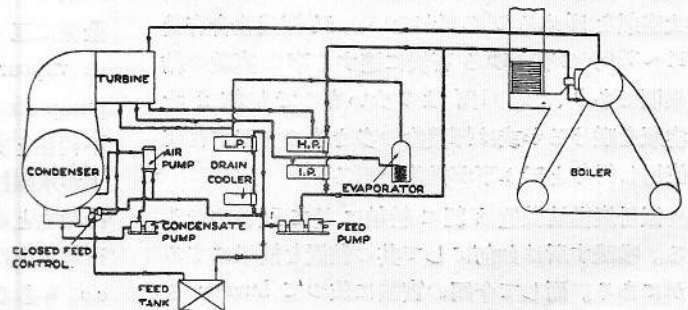 TURBINE
L.P.
H.P.
AIR
PUMP
CONDENSER
DRAIN
COOLER
I.P.
EVAPORATOR
BOILER
CLOSED FEED
CONTROL.
CONDENSATE
PUMP
FEED
PUMP
FEED
TANK